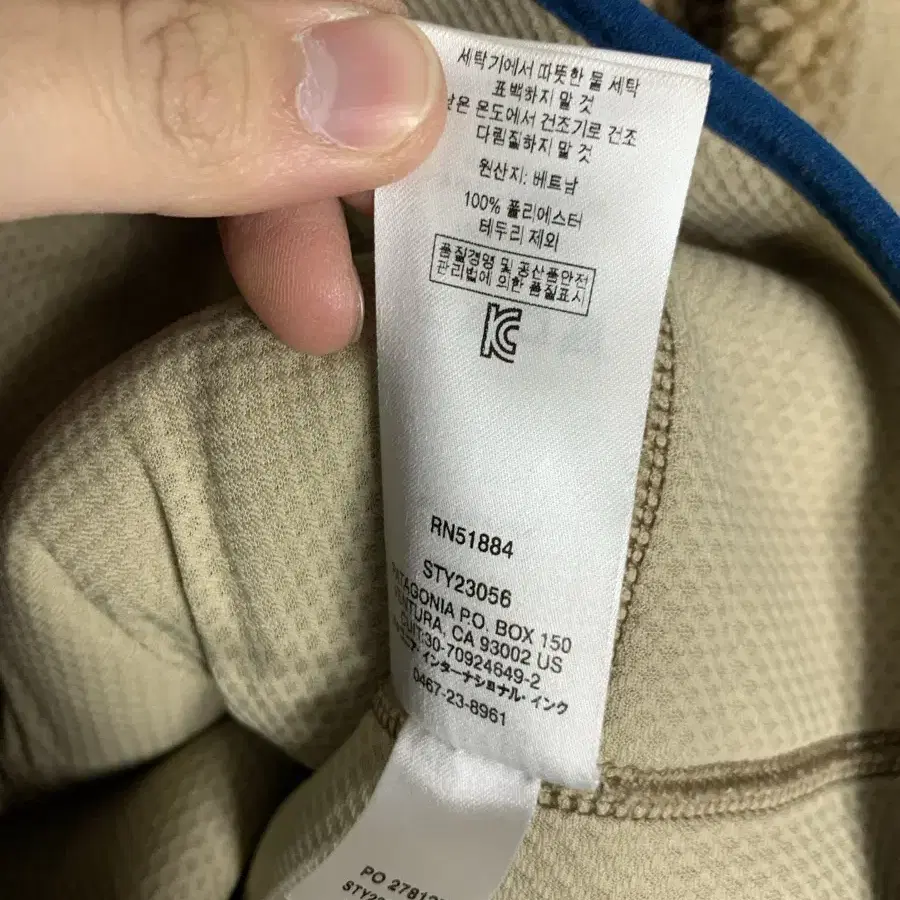 세탁기에서 따뜻한 물 세탁
표백하지 말 것
낮은 온도에서 건조기로 건조
다림질하지 말 것
원산지: 베트남
100% 폴리에스터
테두리 제외
품질경영 및 공산품안전
관리법에 의한 품질표시
RN51884
STY23056
PATAGONIA P.O. BOX 150
VENTURA, CA 93002 US
CUIT:30-70924649-2
インターナショナル・インク
0467-23-8961
PO 27812